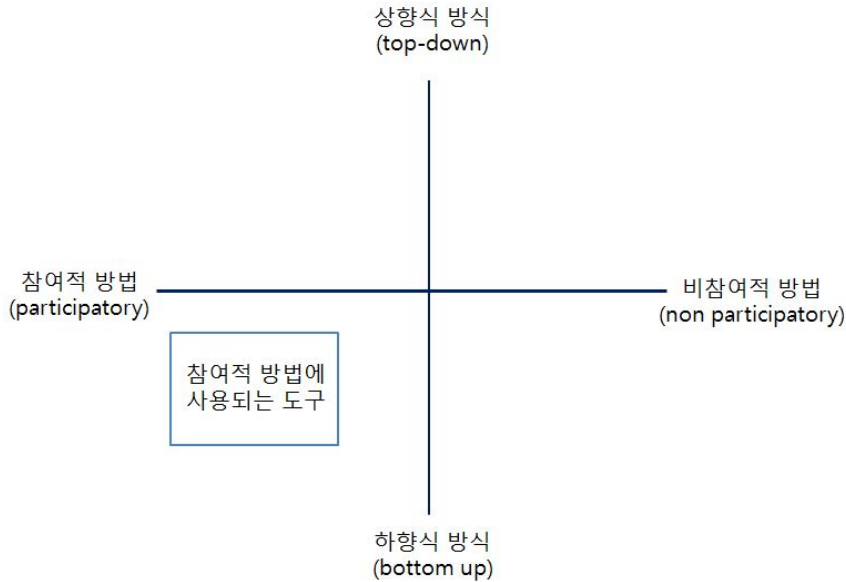 상향식 방식
(top-down)
참여적 방법
(participatory)
비참여적 방법
(non participatory)
참여적 방법에
사용되는 도구
하향식 방식
(bottom up)